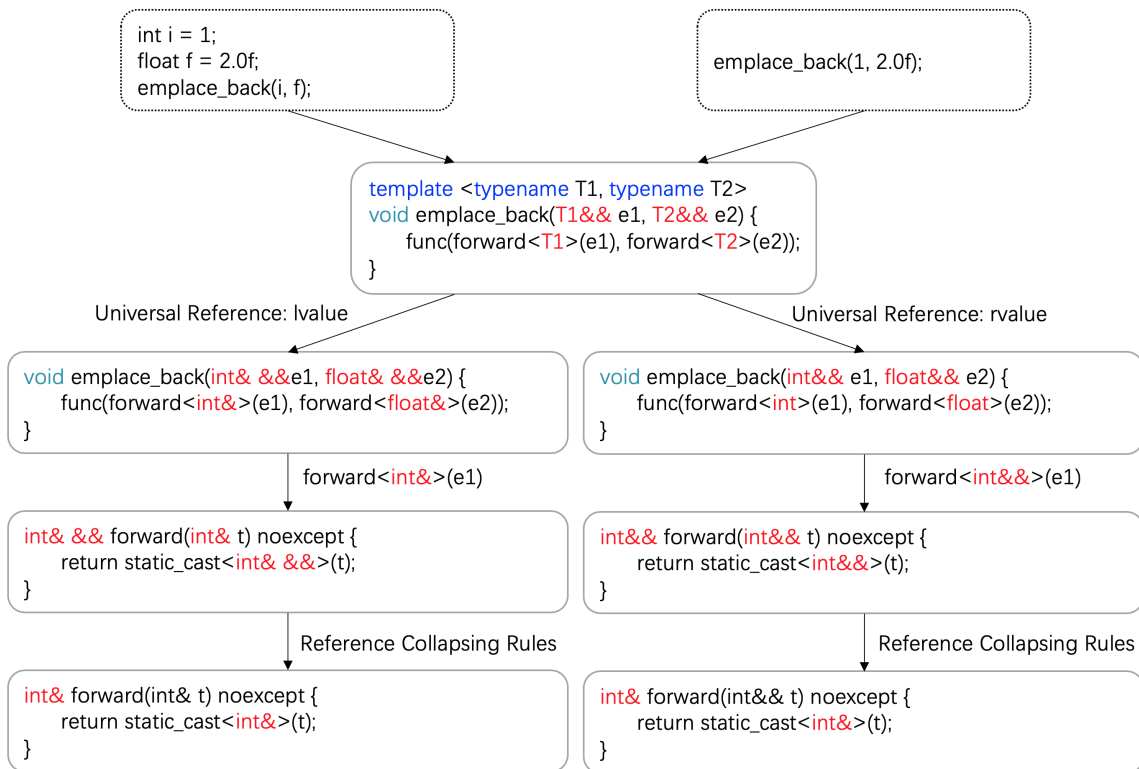 int i = 1;
float f = 2.0f;
emplace_back(i, f);
emplace_back(1, 2.0f);
template <typename T1, typename T2>
void emplace_back(T1&& e1, T2&& e2) {
func(forward<T1>(e1), forward<T2>(e2));
}
Universal Reference: lvalue
Universal Reference: rvalue
void emplace_back(int& &&e1, float& &&e2) {
func(forward<int&>(e1), forward<float&>(e2));
}
void emplace_back(int&& e1, float&& e2) {
func(forward<int>(e1), forward<float>(e2));
}
forward<int&>(e1)
forward<int&&>(e1)
int& && forward(int& t) noexcept {
return static_cast<int& &&>(t);
}
int&& forward(int&& t) noexcept {
return static_cast<int&&>(t);
}
Reference Collapsing Rules
Reference Collapsing Rules
int& forward(int& t) noexcept {
return static_cast<int&>(t);
}
int& forward(int&& t) noexcept {
return static_cast<int&>(t);
}